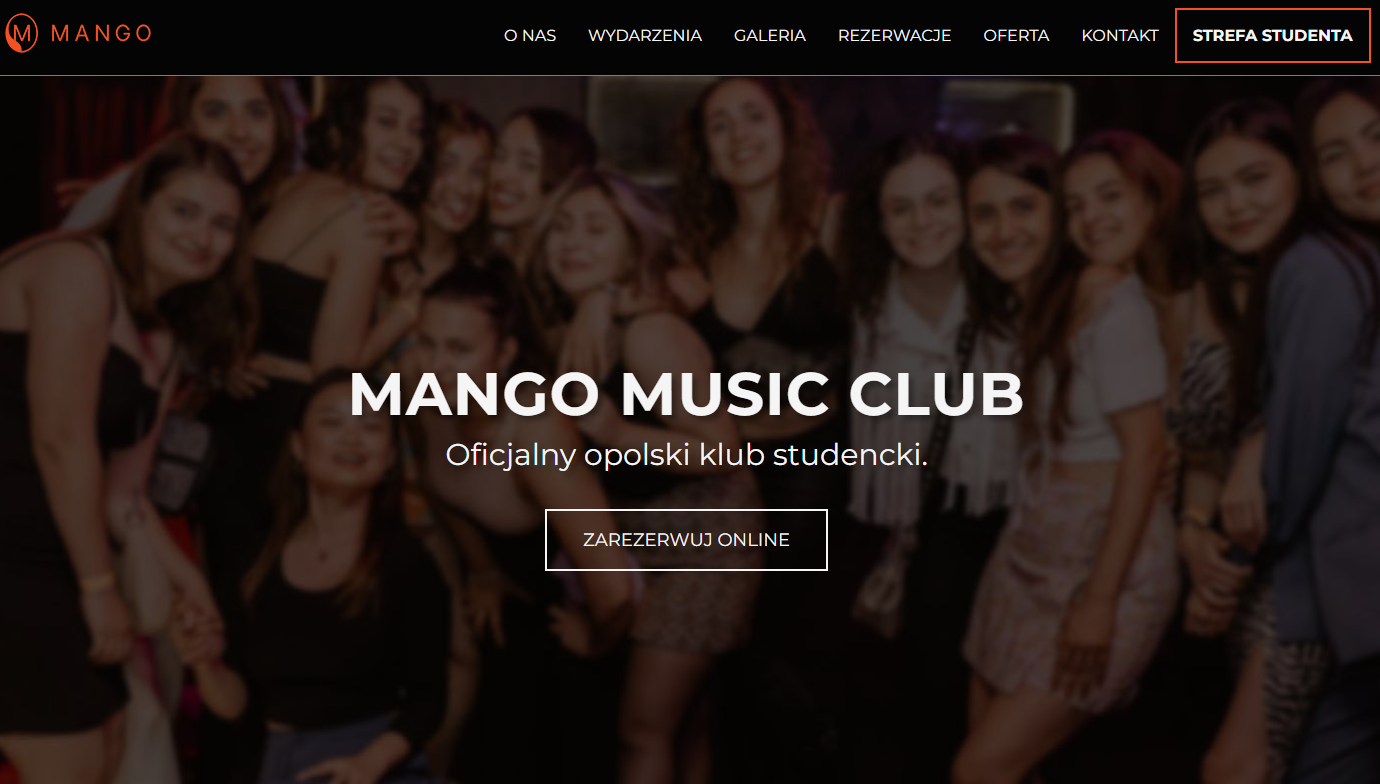 M MANGO
O NAS WYDARZENIA GALERIA REZERWACJE OFERTA KONTAKT STREFA STUDENTA
MANGO MUSIC CLUB
Oficjalny opolski klub studencki.
ZAREZERWUJ ONLINE